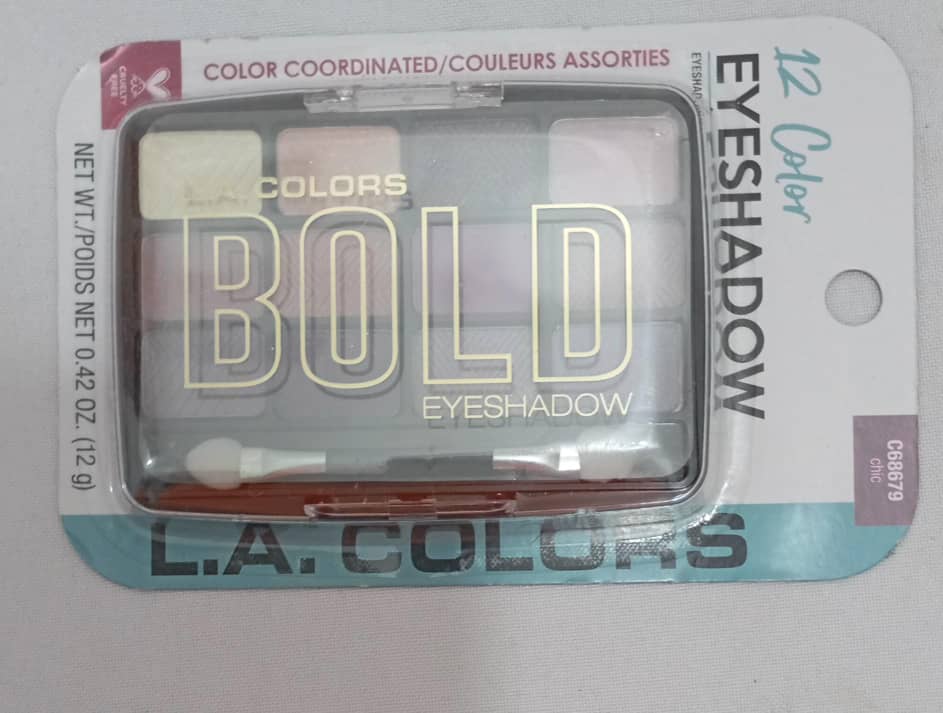 12 Color
EYESHADOW
COLOR COORDINATED/COULEURS ASSORTIES
CRUELTY
FREE
COLORS
BOLD
EYESHADOW
NET WT./POIDS NET 0.42 OZ. (12 g)
C68679
chic
L.A. COLORS